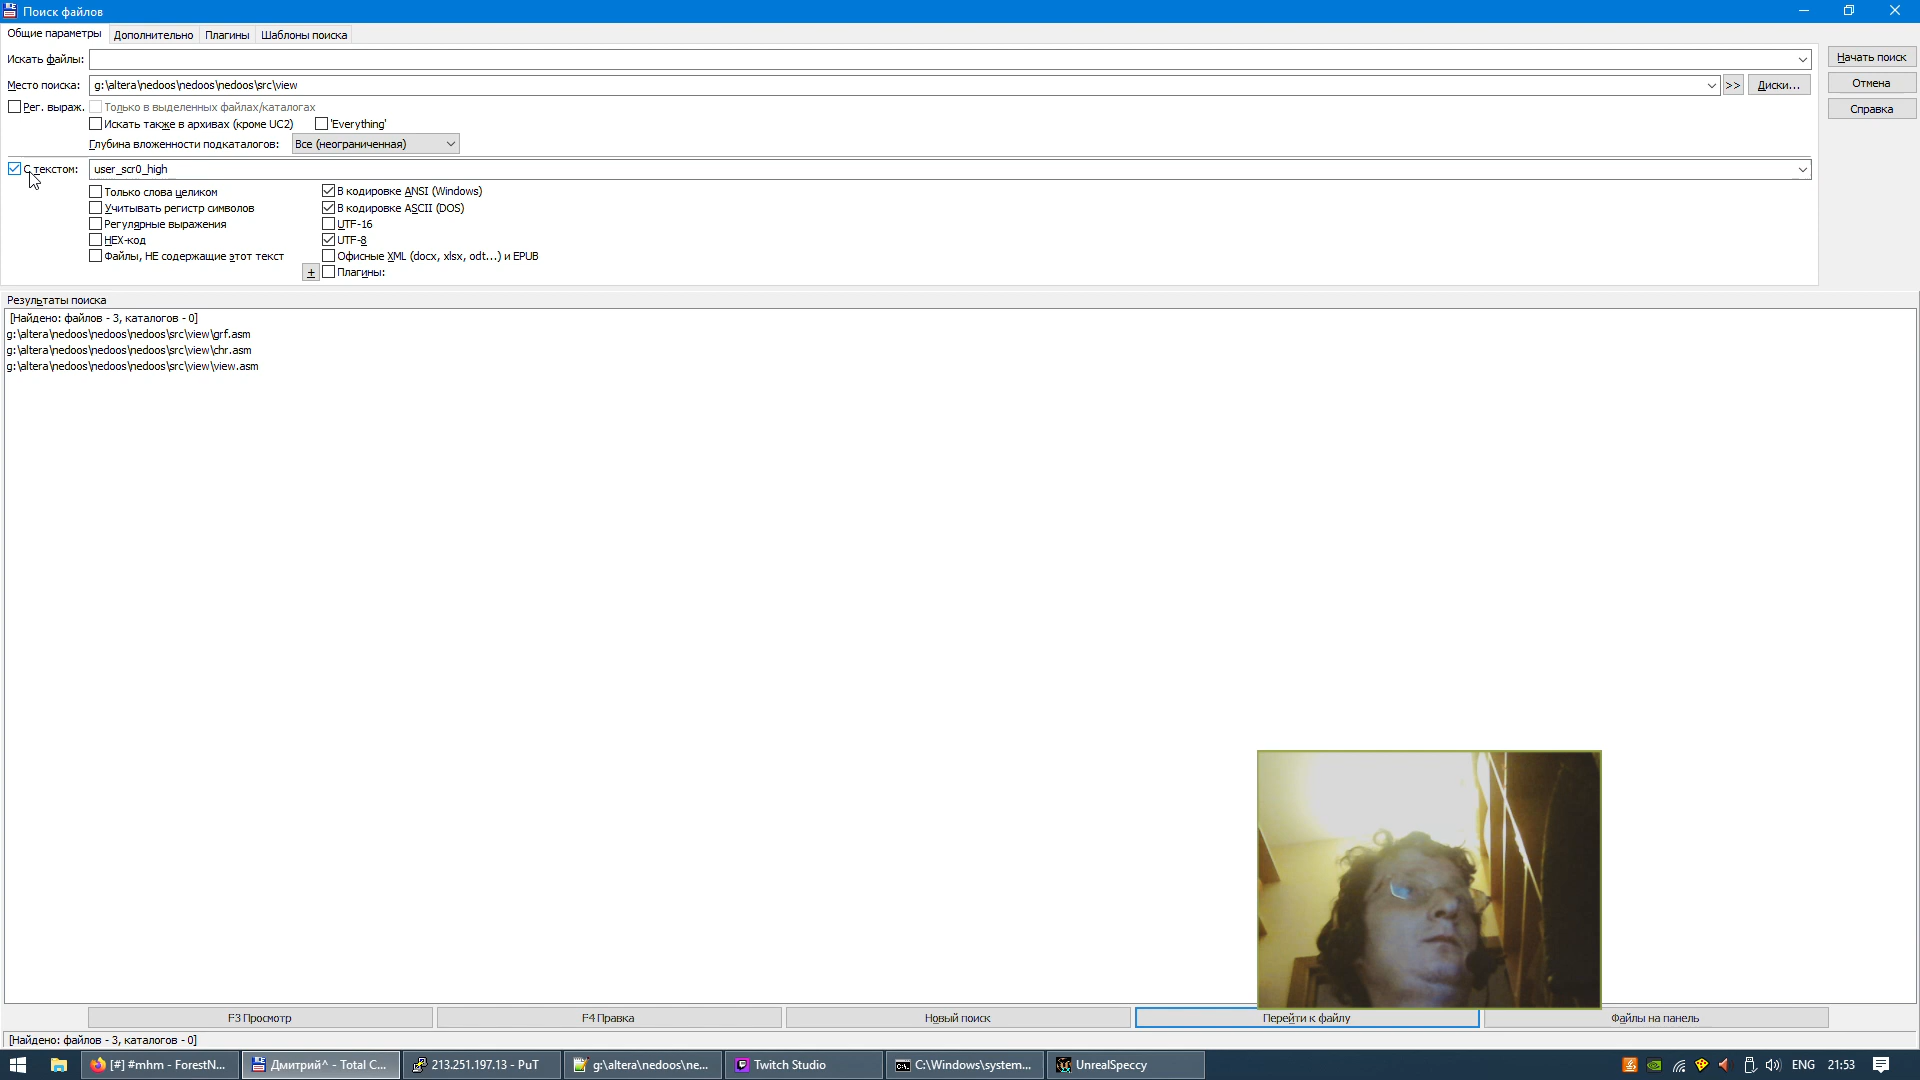 Поиск файлов
Общие параметры Дополнительно Плагины Шаблоны поиска
Искать файлы: Начать поиск
Место поиска: g:\altera\nedoos\nedoos\nedoos\src\view >> Диски... Отмена
Рег. выраж. Только в выделенных файлах/каталогах Справка
Искать также в архивах (кроме UC2) 'Everything'
Глубина вложенности подкаталогов: Все (неограниченная)
С текстом: user_scr0_high
Только слова целиком В кодировке ANSI (Windows)
Учитывать регистр символов В кодировке ASCII (DOS)
Регулярные выражения UTF-16
HEX-код UTF-8
Файлы, НЕ содержащие этот текст Офисные XML (docx, xlsx, odt...) и EPUB
± Плагины:
Результаты поиска
[Найдено: файлов - 3, каталогов - 0]
g:\altera\nedoos\nedoos\nedoos\src\view\grf.asm
g:\altera\nedoos\nedoos\nedoos\src\view\chr.asm
g:\altera\nedoos\nedoos\nedoos\src\view\view.asm
F3 Просмотр F4 Правка Новый поиск Перейти к файлу Файлы на панель
[Найдено: файлов - 3, каталогов - 0]
[#] #mhm - ForestN... Дмитрий^ - Total C... 213.251.197.13 - PuT g:\altera\nedoos\ne... Twitch Studio C:\Windows\system... UnrealSpeccy ENG 21:53